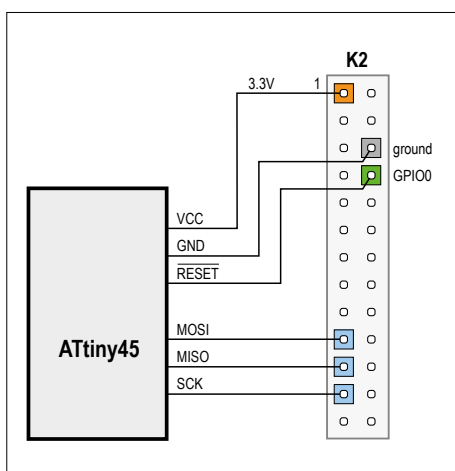 K2
3.3V 1
ground
GPIO0
VCC
GND
RESET
MOSI
ATtiny45
MISO
SCK